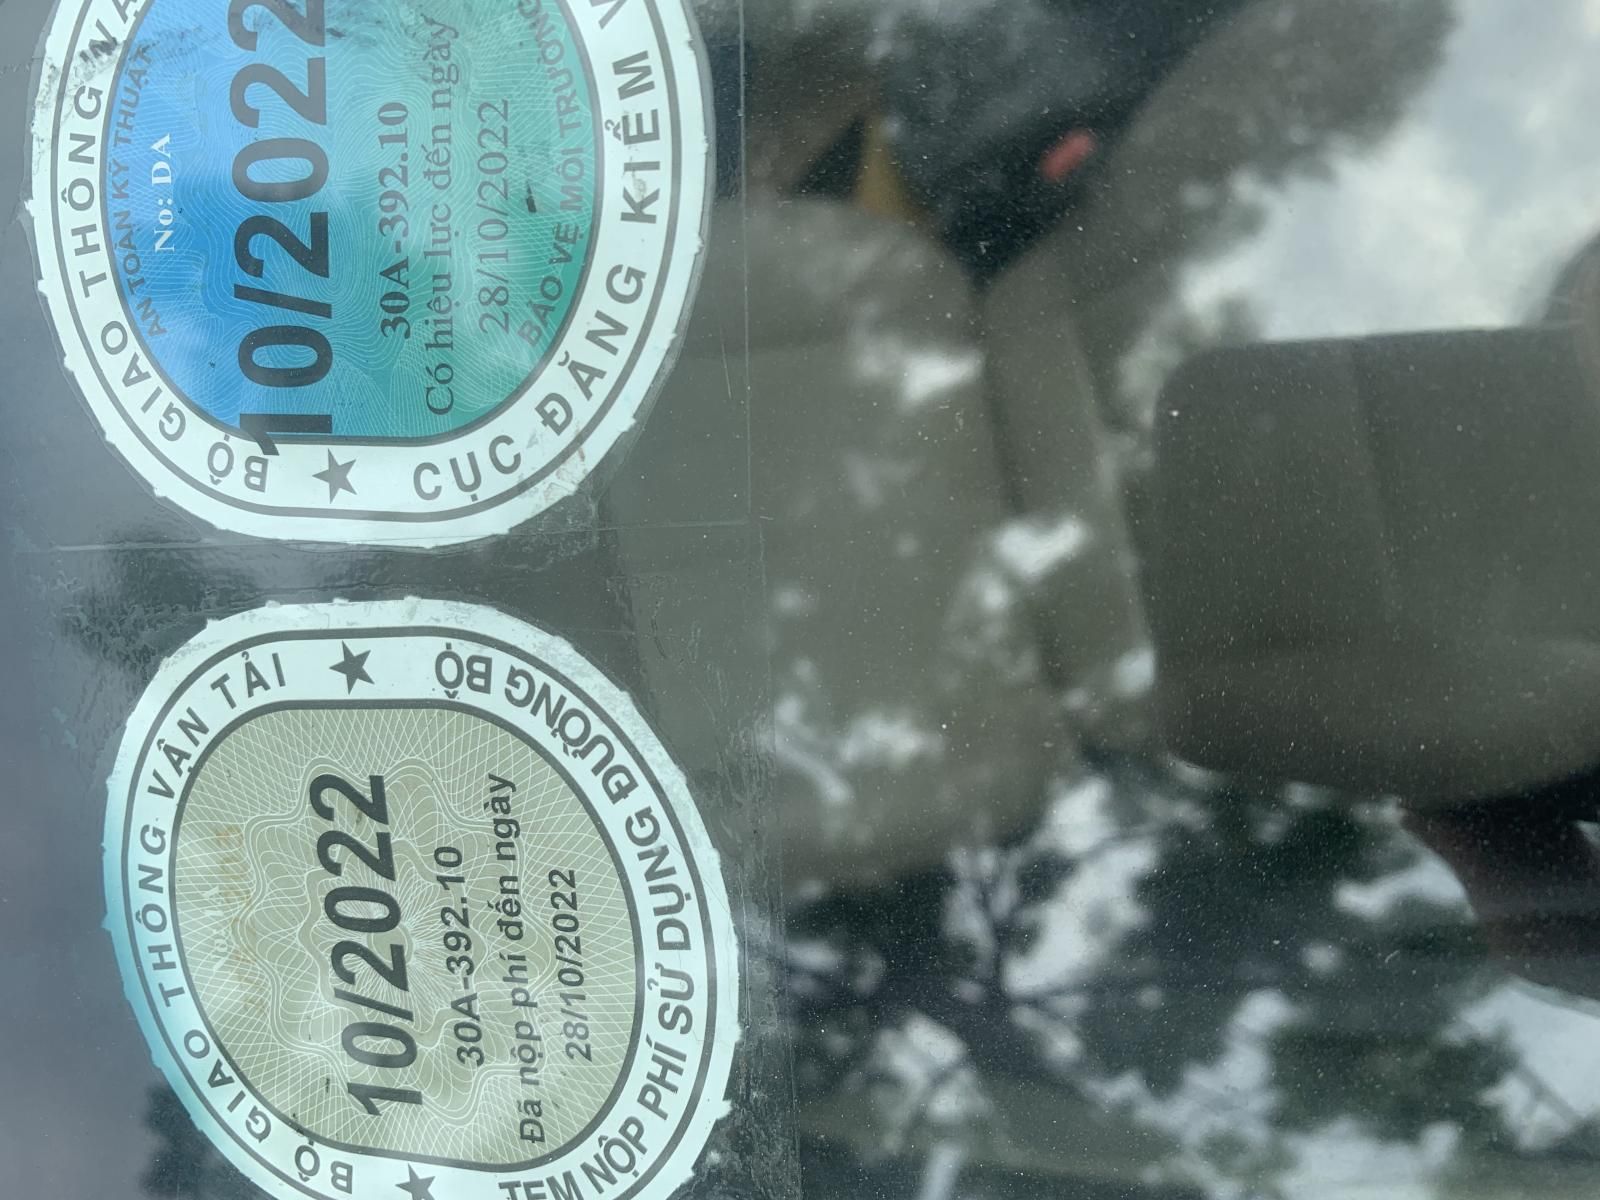 BỘ GIAO THÔNG
AN TOÀN KỸ THUẬT
No: DA
10/2022
30A-392.10
Có hiệu lực đến ngày
28/10/2022
BẢO VỆ MÔI TRƯỜNG
CỤC ĐĂNG KIỂM
BỘ GIAO THÔNG VẬN TẢI
10/2022
30A-392.10
Đã nộp phí đến ngày
28/10/2022
TEM NỘP PHÍ SỬ DỤNG ĐƯỜNG BỘ